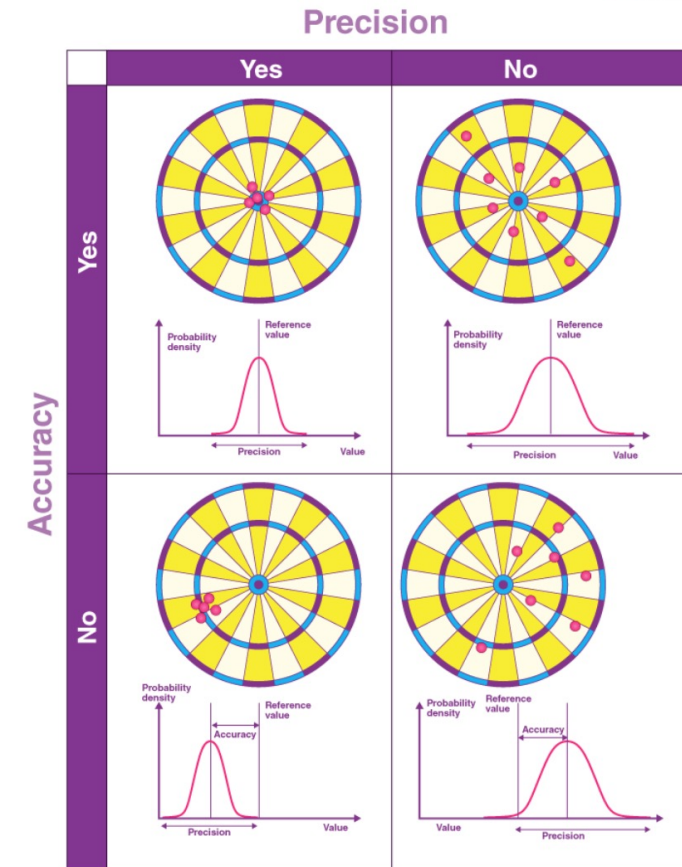 Precision
Yes
No
Accuracy
Yes
Probability
density
Reference
value
Precision
Value
Probability
density
Reference
value
Precision
Value
No
Probability
density
Reference
value
Accuracy
Precision
Value
Probability
density
Reference
value
Accuracy
Value
Precision